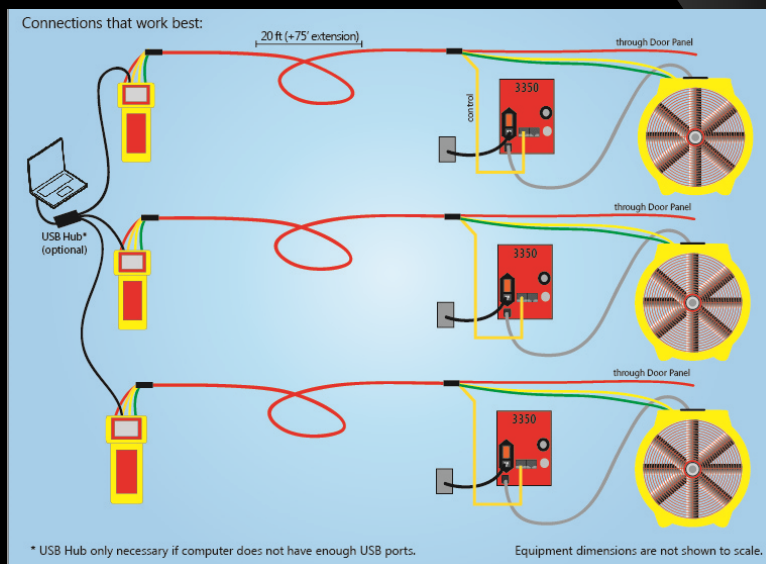 Connections that work best:
20 ft (+75' extension)
through Door Panel
3350
control
USB Hub*
(optional)
through Door Panel
3350
through Door Panel
3350
* USB Hub only necessary if computer does not have enough USB ports.
Equipment dimensions are not shown to scale.